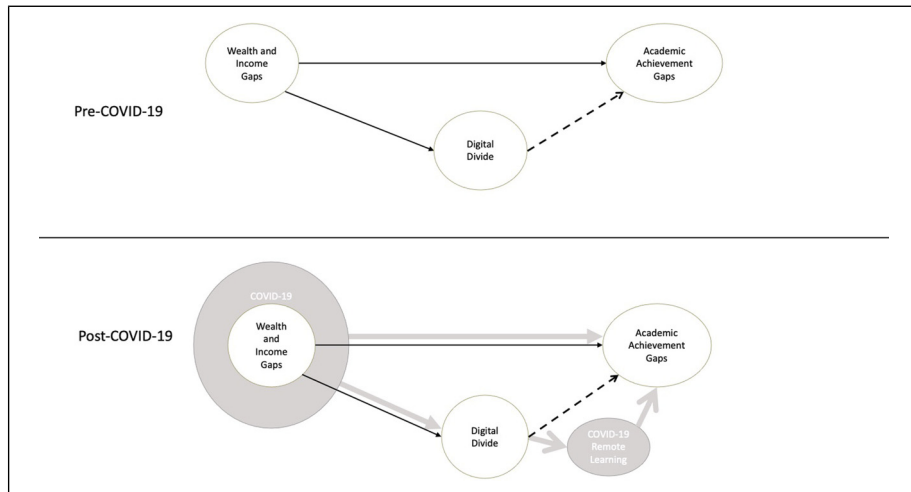 Wealth and
Income
Gaps
Academic
Achievement
Gaps
Pre-COVID-19
Digital
Divide
COVID-19
Wealth
and
Income
Gaps
Post-COVID-19
Academic
Achievement
Gaps
Digital
Divide
COVID-19
Remote
Learning